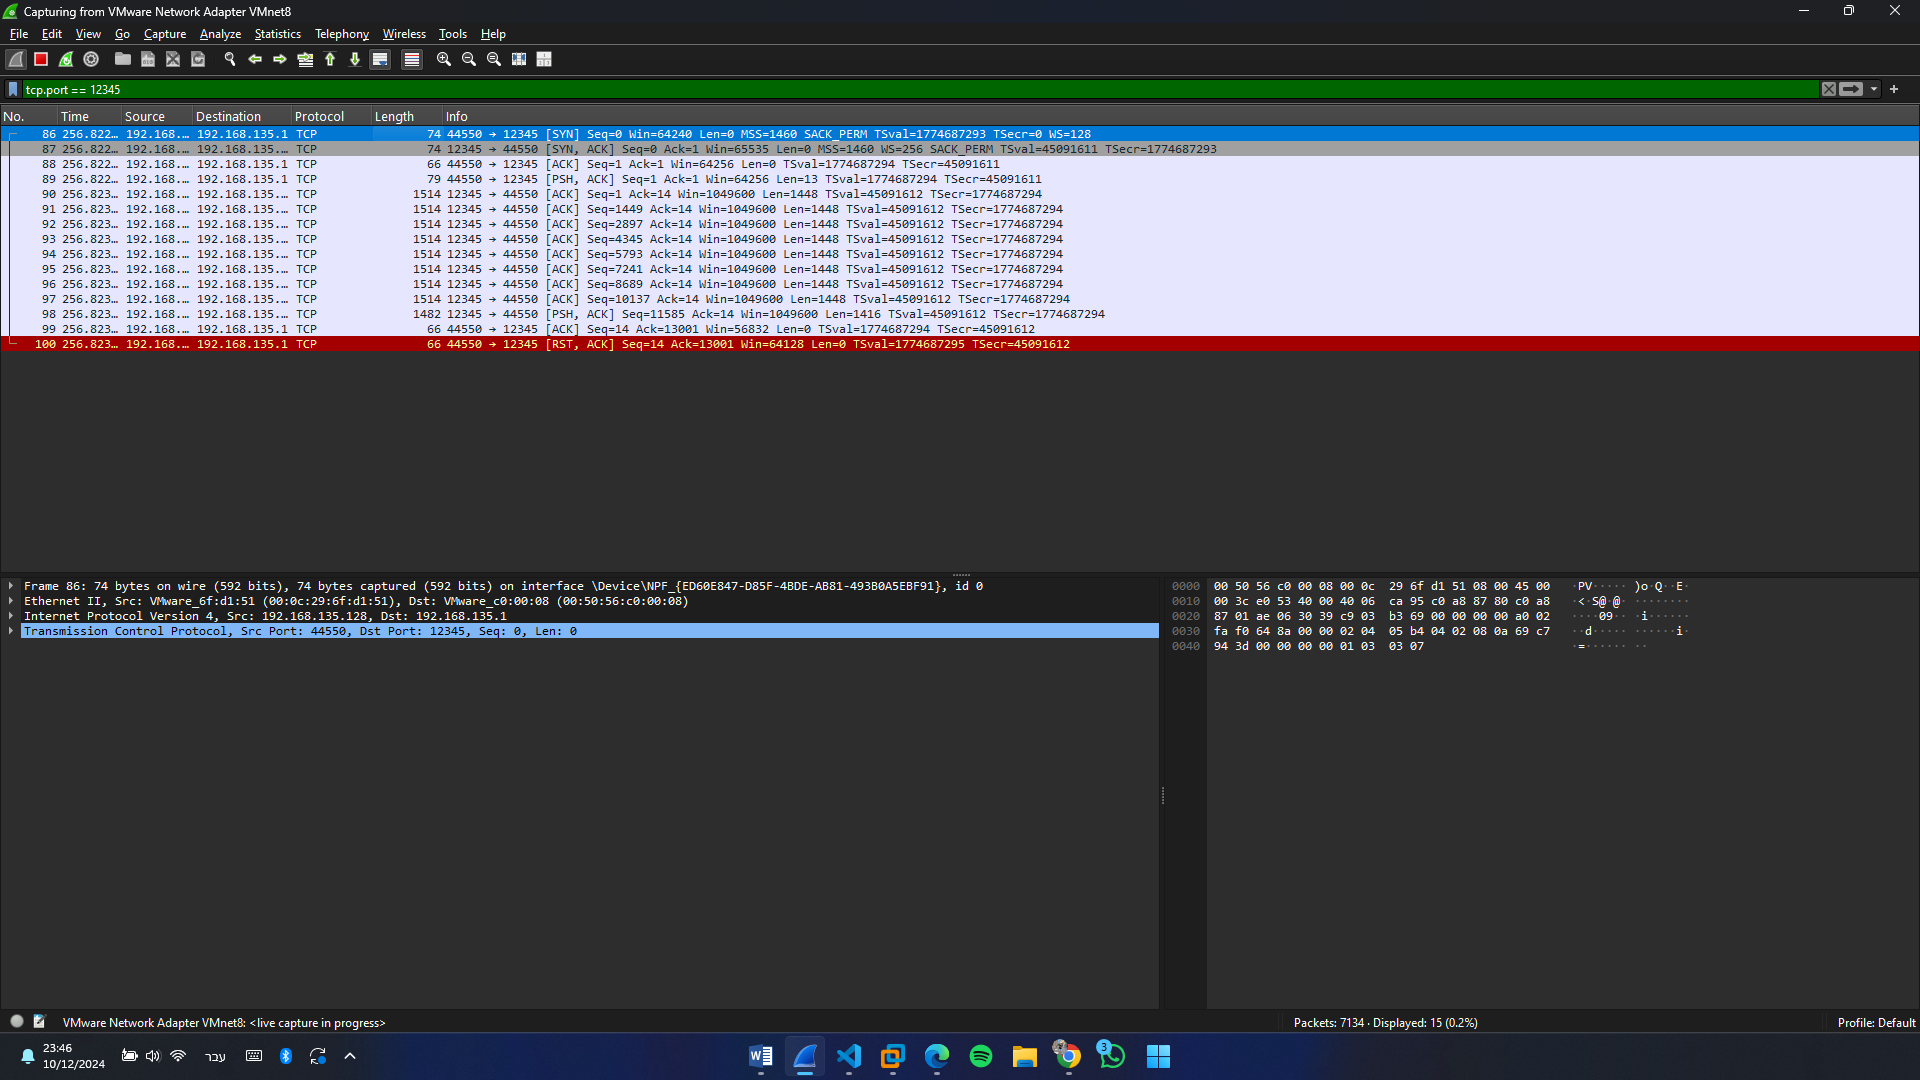 Capturing from VMware Network Adapter VMnet8
File Edit View Go Capture Analyze Statistics Telephony Wireless Tools Help
tcp.port == 12345
No. Time Source Destination Protocol Length Info
86 256.822… 192.168.… 192.168.135.1 TCP 74 44550 → 12345 [SYN] Seq=0 Win=64240 Len=0 MSS=1460 SACK_PERM TSval=1774687293 TSecr=0 WS=128
87 256.822… 192.168.… 192.168.135.… TCP 74 12345 → 44550 [SYN, ACK] Seq=0 Ack=1 Win=65535 Len=0 MSS=1460 WS=256 SACK_PERM TSval=45091611 TSecr=1774687293
88 256.822… 192.168.… 192.168.135.1 TCP 66 44550 → 12345 [ACK] Seq=1 Ack=1 Win=64256 Len=0 TSval=1774687294 TSecr=45091611
89 256.822… 192.168.… 192.168.135.1 TCP 79 44550 → 12345 [PSH, ACK] Seq=1 Ack=1 Win=64256 Len=13 TSval=1774687294 TSecr=45091611
90 256.823… 192.168.… 192.168.135.… TCP 1514 12345 → 44550 [ACK] Seq=1 Ack=14 Win=1049600 Len=1448 TSval=45091612 TSecr=1774687294
91 256.823… 192.168.… 192.168.135.… TCP 1514 12345 → 44550 [ACK] Seq=1449 Ack=14 Win=1049600 Len=1448 TSval=45091612 TSecr=1774687294
92 256.823… 192.168.… 192.168.135.… TCP 1514 12345 → 44550 [ACK] Seq=2897 Ack=14 Win=1049600 Len=1448 TSval=45091612 TSecr=1774687294
93 256.823… 192.168.… 192.168.135.… TCP 1514 12345 → 44550 [ACK] Seq=4345 Ack=14 Win=1049600 Len=1448 TSval=45091612 TSecr=1774687294
94 256.823… 192.168.… 192.168.135.… TCP 1514 12345 → 44550 [ACK] Seq=5793 Ack=14 Win=1049600 Len=1448 TSval=45091612 TSecr=1774687294
95 256.823… 192.168.… 192.168.135.… TCP 1514 12345 → 44550 [ACK] Seq=7241 Ack=14 Win=1049600 Len=1448 TSval=45091612 TSecr=1774687294
96 256.823… 192.168.… 192.168.135.… TCP 1514 12345 → 44550 [ACK] Seq=8689 Ack=14 Win=1049600 Len=1448 TSval=45091612 TSecr=1774687294
97 256.823… 192.168.… 192.168.135.… TCP 1514 12345 → 44550 [ACK] Seq=10137 Ack=14 Win=1049600 Len=1448 TSval=45091612 TSecr=1774687294
98 256.823… 192.168.… 192.168.135.… TCP 1482 12345 → 44550 [PSH, ACK] Seq=11585 Ack=14 Win=1049600 Len=1416 TSval=45091612 TSecr=1774687294
99 256.823… 192.168.… 192.168.135.1 TCP 66 44550 → 12345 [ACK] Seq=14 Ack=13001 Win=56832 Len=0 TSval=1774687294 TSecr=45091612
100 256.823… 192.168.… 192.168.135.1 TCP 66 44550 → 12345 [RST, ACK] Seq=14 Ack=13001 Win=64128 Len=0 TSval=1774687295 TSecr=45091612
Frame 86: 74 bytes on wire (592 bits), 74 bytes captured (592 bits) on interface \Device\NPF_{ED60E847-D85F-4BDE-AB81-493B0A5EBF91}, id 0
Ethernet II, Src: VMware_6f:d1:51 (00:0c:29:6f:d1:51), Dst: VMware_c0:00:08 (00:50:56:c0:00:08)
Internet Protocol Version 4, Src: 192.168.135.128, Dst: 192.168.135.1
Transmission Control Protocol, Src Port: 44550, Dst Port: 12345, Seq: 0, Len: 0
0000 00 50 56 c0 00 08 00 0c 29 6f d1 51 08 00 45 00 ·PV····· )o·Q··E·
0010 00 3c e0 53 40 00 40 06 ca 95 c0 a8 87 80 c0 a8 ·<·S@·@· ········
0020 87 01 ae 06 30 39 c9 03 b3 69 00 00 00 00 a0 02 ····09·· ·i······
0030 fa f0 64 8a 00 00 02 04 05 b4 04 02 08 0a 69 c7 ··d····· ······i·
0040 94 3d 00 00 00 00 01 03 03 07 ·=······ ··
VMware Network Adapter VMnet8: <live capture in progress>
Packets: 7134 · Displayed: 15 (0.2%)
Profile: Default
23:46
10/12/2024
עבר
3